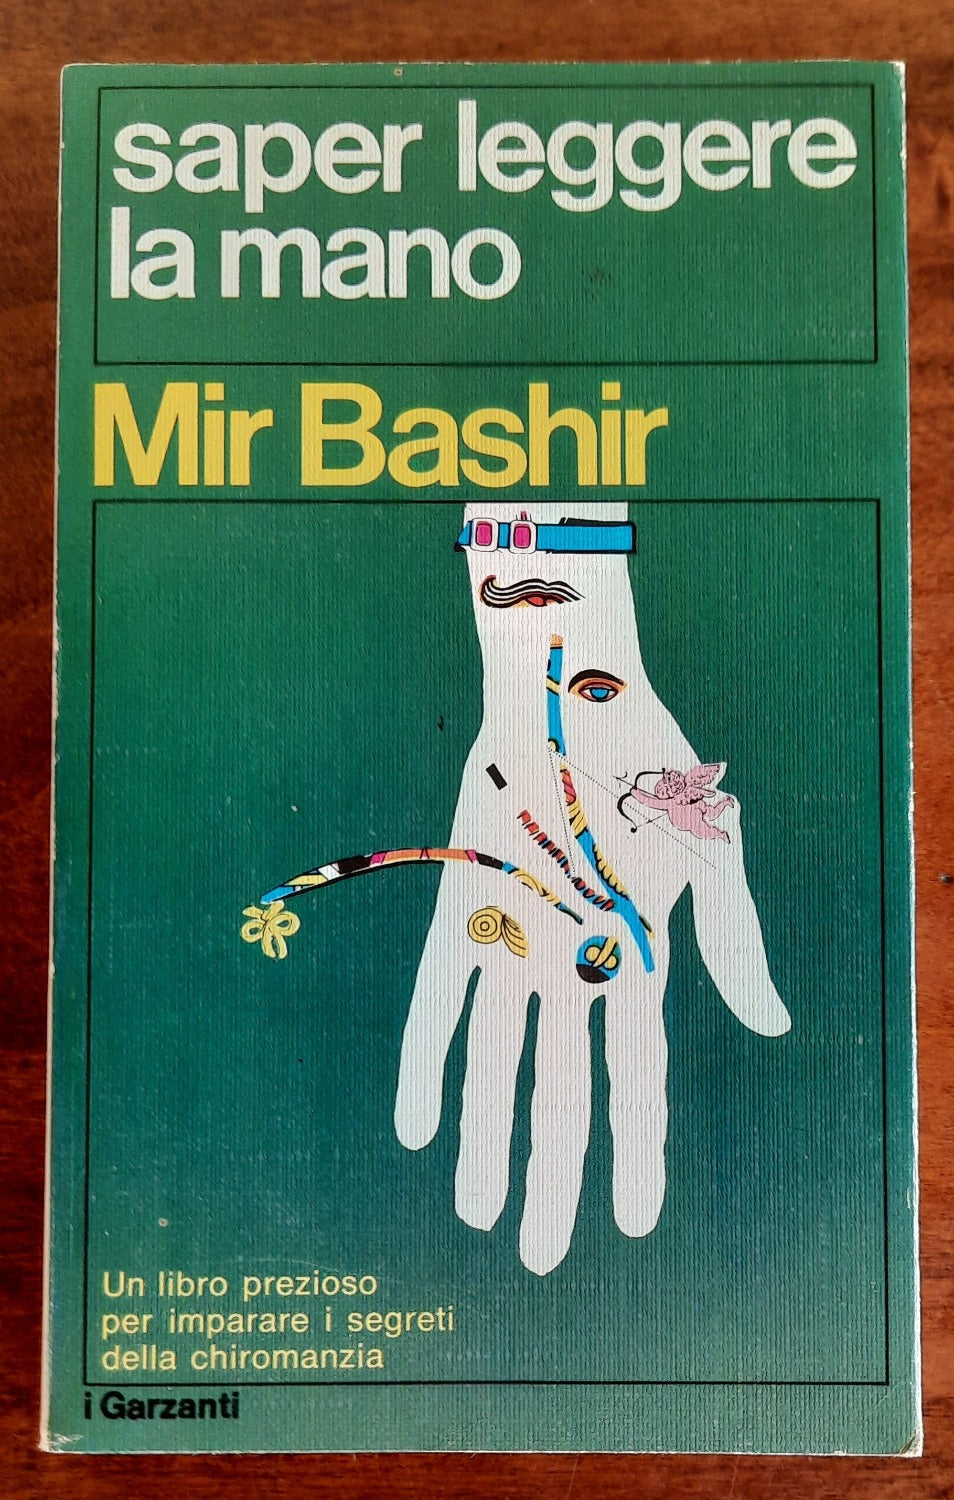 saper leggere
la mano
Mir Bashir
Un libro prezioso
per imparare i segreti
della chiromanzia
i Garzanti